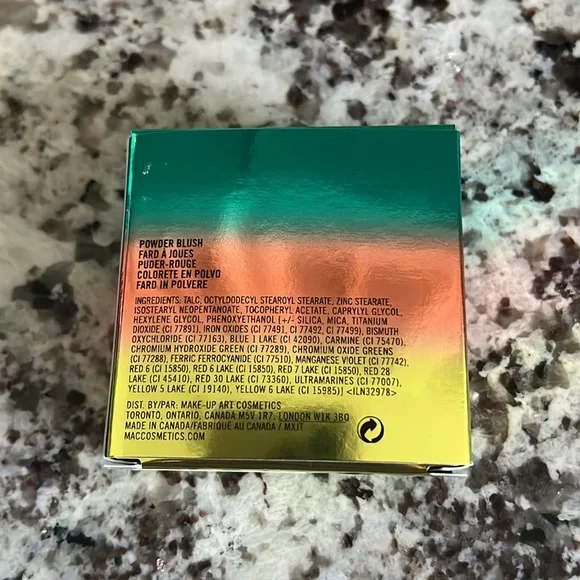 POWDER BLUSH
FARD À JOUES
PUDER-ROUGE
COLORETE EN POLVO
FARD IN POLVERE
INGREDIENTS: TALC, OCTYLDODECYL STEAROYL STEARATE, ZINC STEARATE,
ISOSTEARYL NEOPENTANOATE, TOCOPHERYL ACETATE, CAPRYLYL GLYCOL,
HEXYLENE GLYCOL, PHENOXYETHANOL [+/- SILICA, MICA, TITANIUM
DIOXIDE (CI 77891), IRON OXIDES (CI 77491, CI 77492, CI 77499), BISMUTH
OXYCHLORIDE (CI 77163), BLUE 1 LAKE (CI 42090), CARMINE (CI 75470),
CHROMIUM HYDROXIDE GREEN (CI 77289), CHROMIUM OXIDE GREENS
(CI 77288), FERRIC FERROCYANIDE (CI 77510), MANGANESE VIOLET (CI 77742),
RED 6 (CI 15850), RED 6 LAKE (CI 15850), RED 7 LAKE (CI 15850), RED 28
LAKE (CI 45410), RED 30 LAKE (CI 73360), ULTRAMARINES (CI 77007),
YELLOW 5 LAKE (CI 19140), YELLOW 6 LAKE (CI 15985)] <ILN32978>
DIST. BY/PAR: MAKE-UP ART COSMETICS
TORONTO, ONTARIO, CANADA M5V 1R7; LONDON W1K 3BQ
MADE IN CANADA/FABRIQUÉ AU CANADA / MXJT
MACCOSMETICS.COM